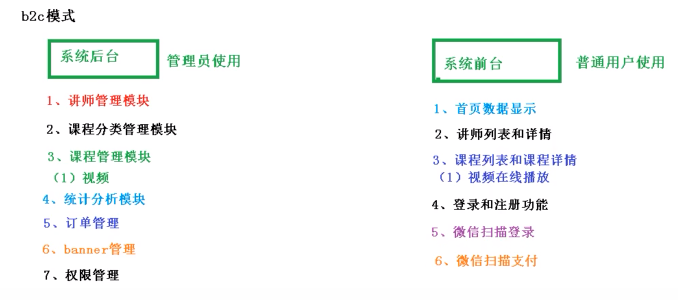 b2c模式
系统后台
管理员使用
1、讲师管理模块
2、课程分类管理模块
3、课程管理模块
（1）视频
4、统计分析模块
5、订单管理
6、banner管理
7、权限管理
系统前台
普通用户使用
1、首页数据显示
2、讲师列表和详情
3、课程列表和课程详情
（1）视频在线播放
4、登录和注册功能
5、微信扫描登录
6、微信扫描支付